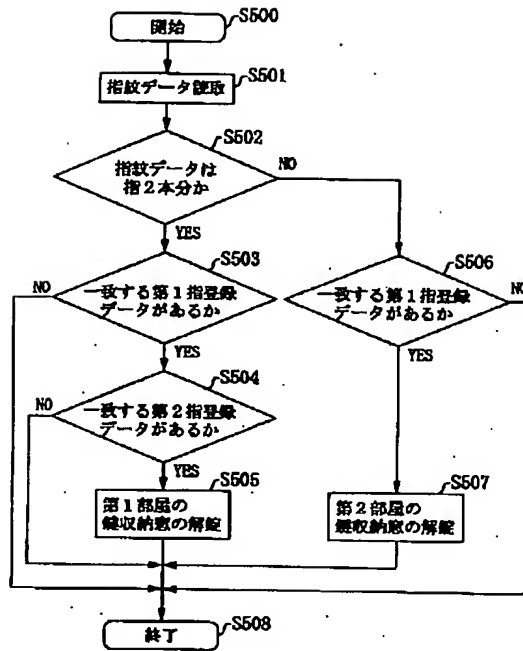 S500
開始
S501
指紋データ読取
S502
指紋データは
指2本分か
NO
YES
S503
NO
一致する第1指登録
データがあるか
YES
S504
NO
一致する第2指登録
データがあるか
YES
S505
第1部屋の
鍵収納窓の解錠
S506
一致する第1指登録
データがあるか
NO
YES
S507
第2部屋の
鍵収納窓の解錠
S508
終了